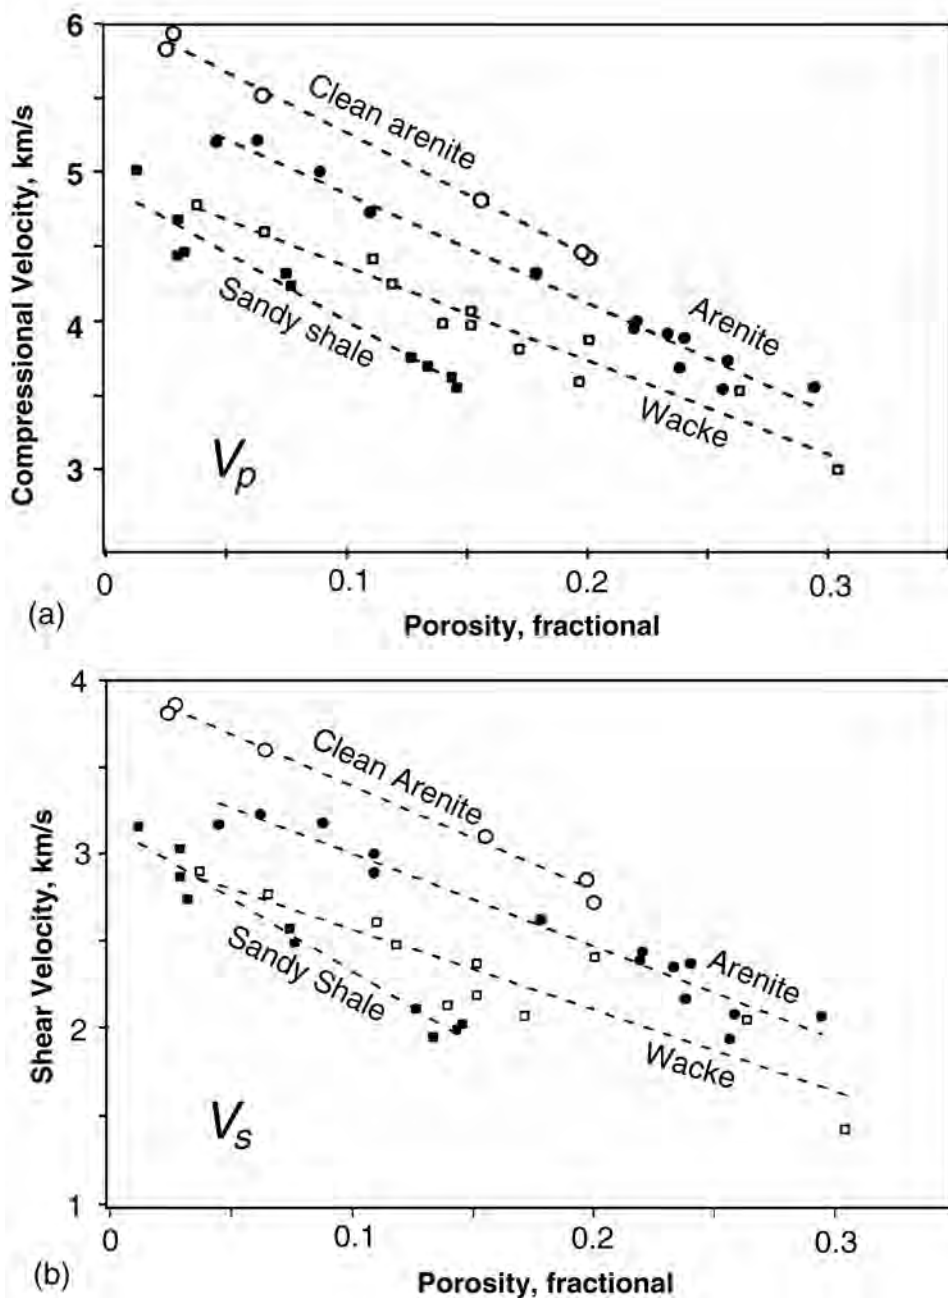 6
5
4
3
Compressional Velocity, km/s
Clean arenite
Arenite
Sandy shale
Wacke
Vp
0
0.1
0.2
0.3
(a)
Porosity, fractional
4
3
2
1
Shear Velocity, km/s
Clean Arenite
Arenite
Sandy Shale
Wacke
Vs
0
0.1
0.2
0.3
(b)
Porosity, fractional